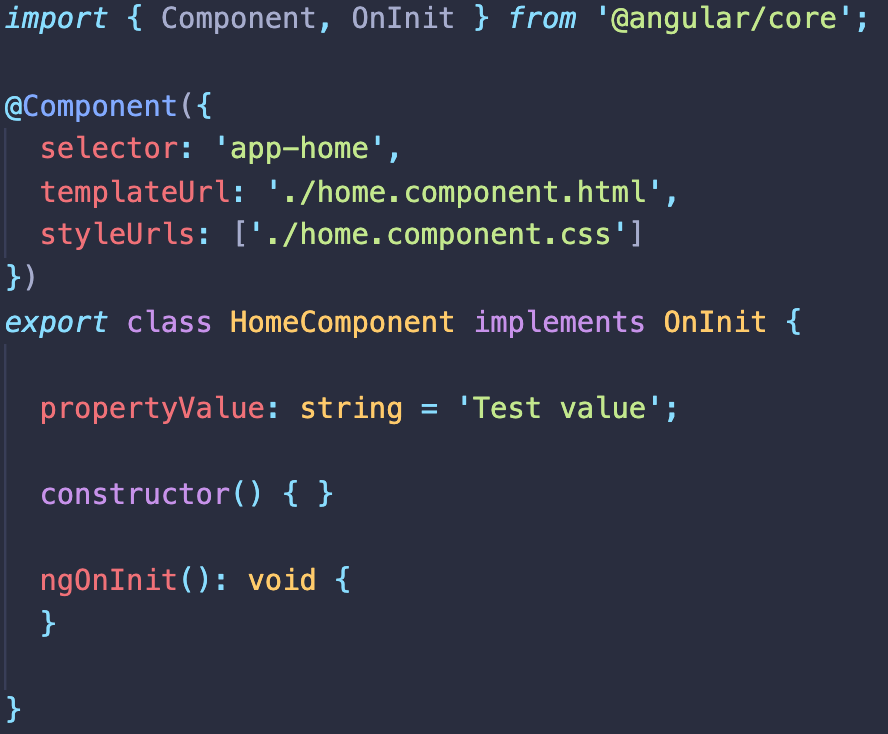 import { Component, OnInit } from '@angular/core';
@Component({
  selector: 'app-home',
  templateUrl: './home.component.html',
  styleUrls: ['./home.component.css']
})
export class HomeComponent implements OnInit {
  propertyValue: string = 'Test value';
  constructor() { }
  ngOnInit(): void {
  }
}